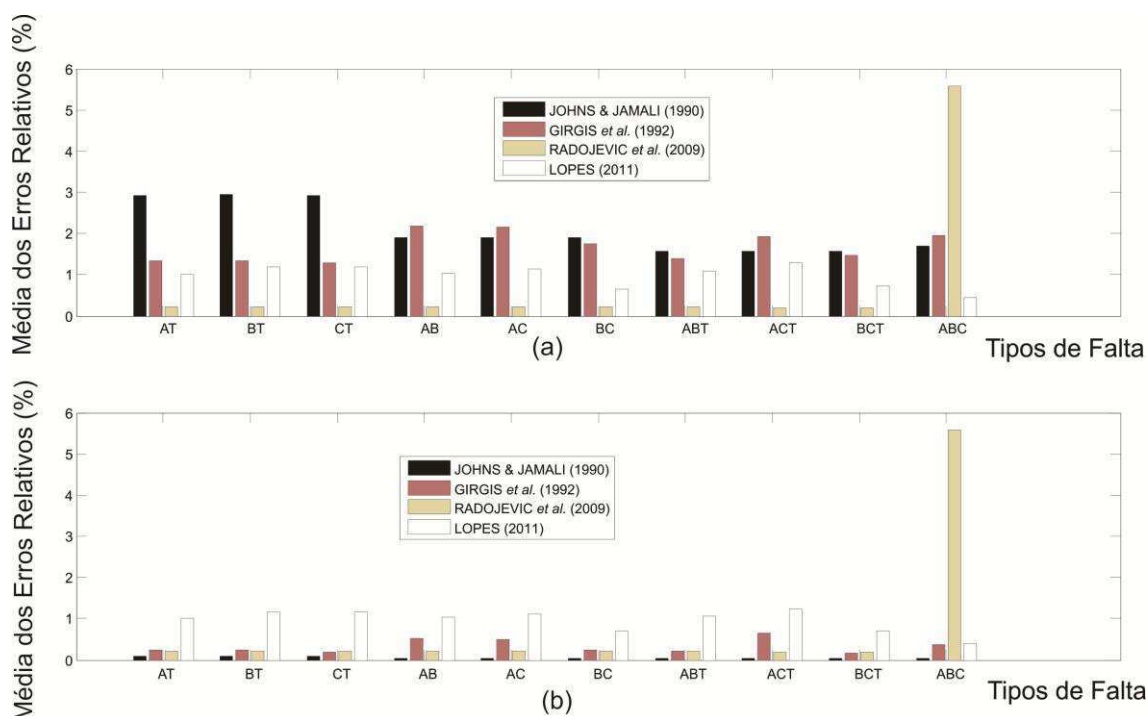 Média dos Erros Relativos (%)
6
5
4
3
2
1
0
JOHNS & JAMALI (1990)
GIRGIS et al. (1992)
RADOJEVIC et al. (2009)
LOPES (2011)
AT BT CT AB AC BC ABT ACT BCT ABC
(a)
Tipos de Falta
Média dos Erros Relativos (%)
6
5
4
3
2
1
0
JOHNS & JAMALI (1990)
GIRGIS et al. (1992)
RADOJEVIC et al. (2009)
LOPES (2011)
AT BT CT AB AC BC ABT ACT BCT ABC
(b)
Tipos de Falta